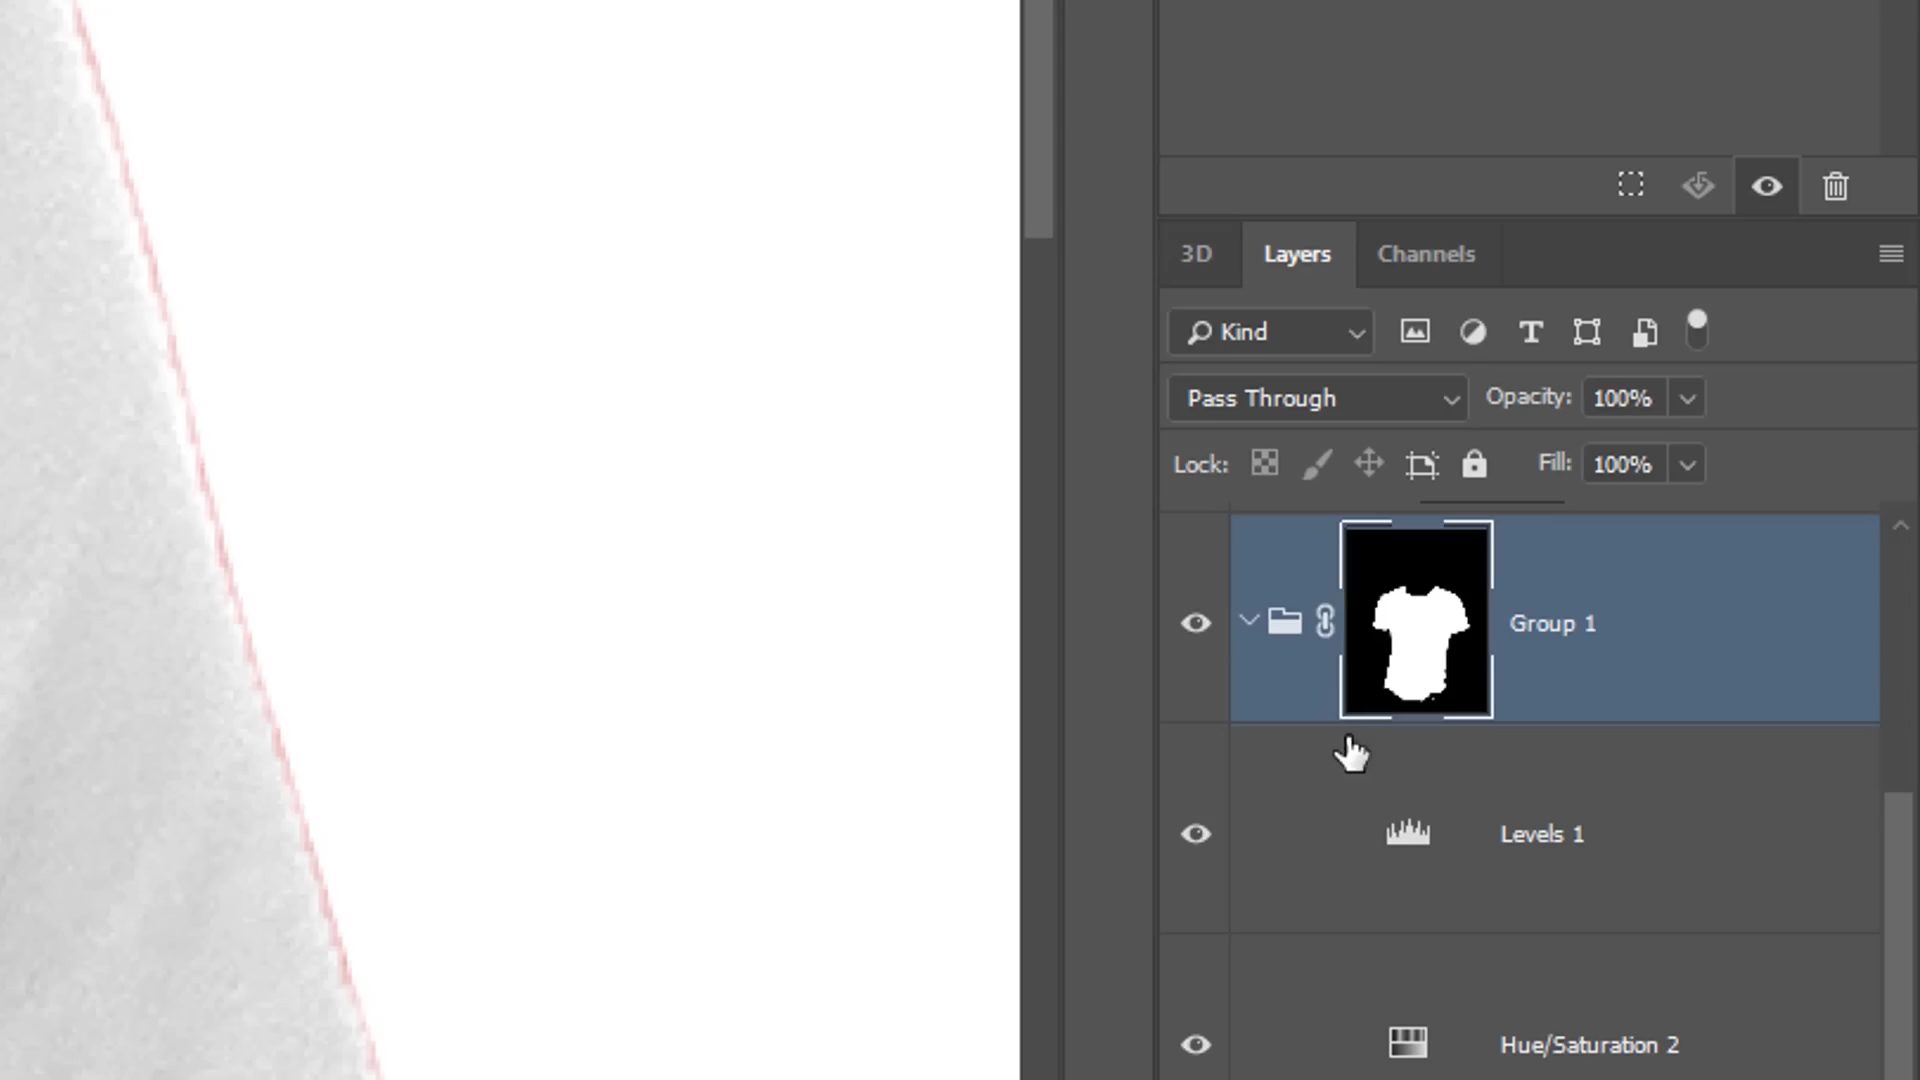 3D
Layers
Channels
Kind
Pass Through
Opacity:
100%
Lock:
Fill:
100%
Group 1
Levels 1
Hue/Saturation 2